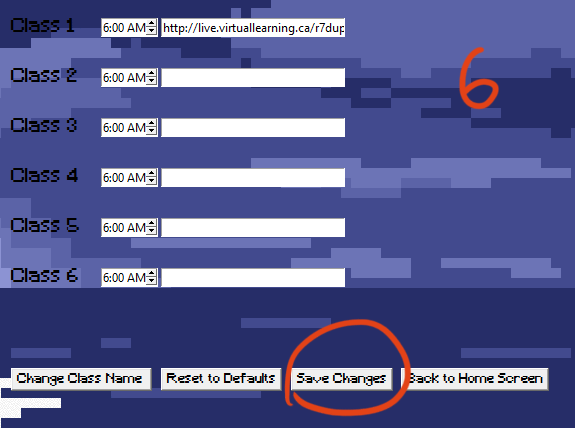 Class 1 6:00 AM http://live.virtuallearning.ca/r7dup
6
Class 2 6:00 AM
Class 3 6:00 AM
Class 4 6:00 AM
Class 5 6:00 AM
Class 6 6:00 AM
Change Class Name Reset to Defaults Save Changes Back to Home Screen